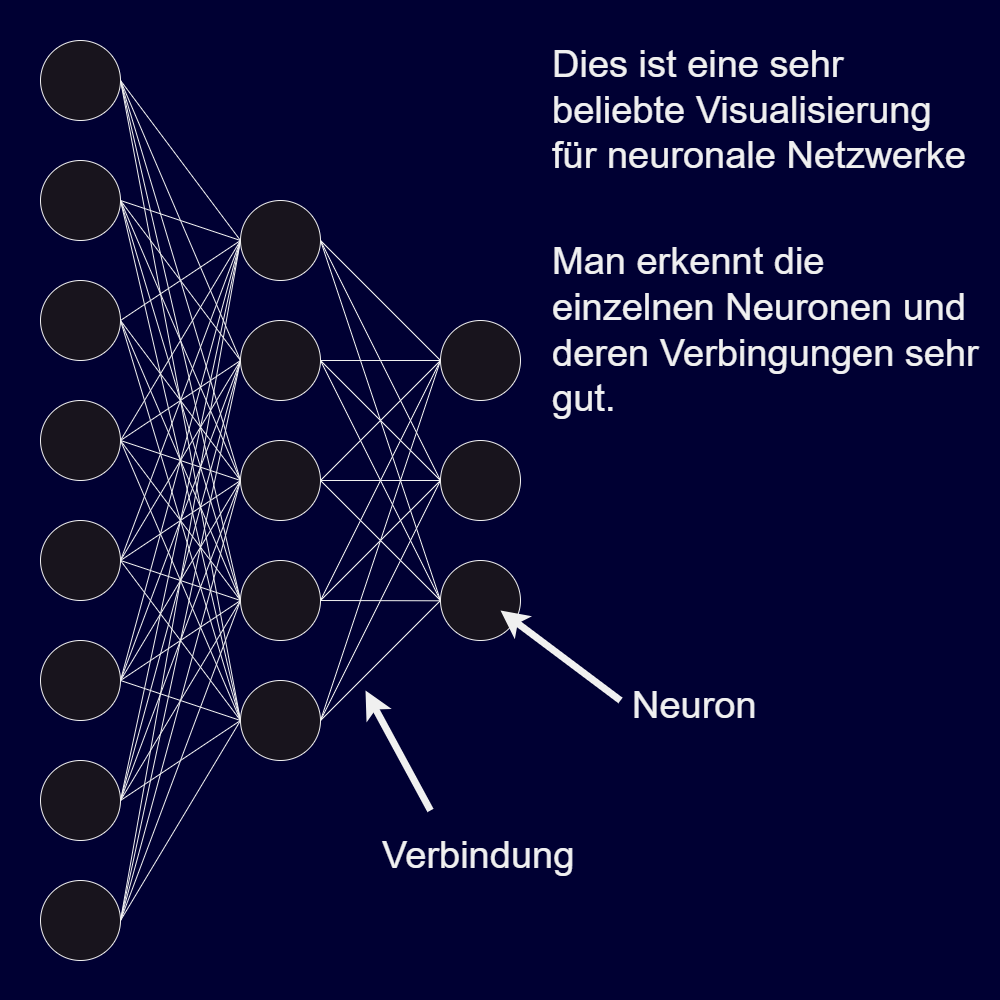 Dies ist eine sehr
beliebte Visualisierung
für neuronale Netzwerke
Man erkennt die
einzelnen Neuronen und
deren Verbingungen sehr
gut.
Neuron
Verbindung